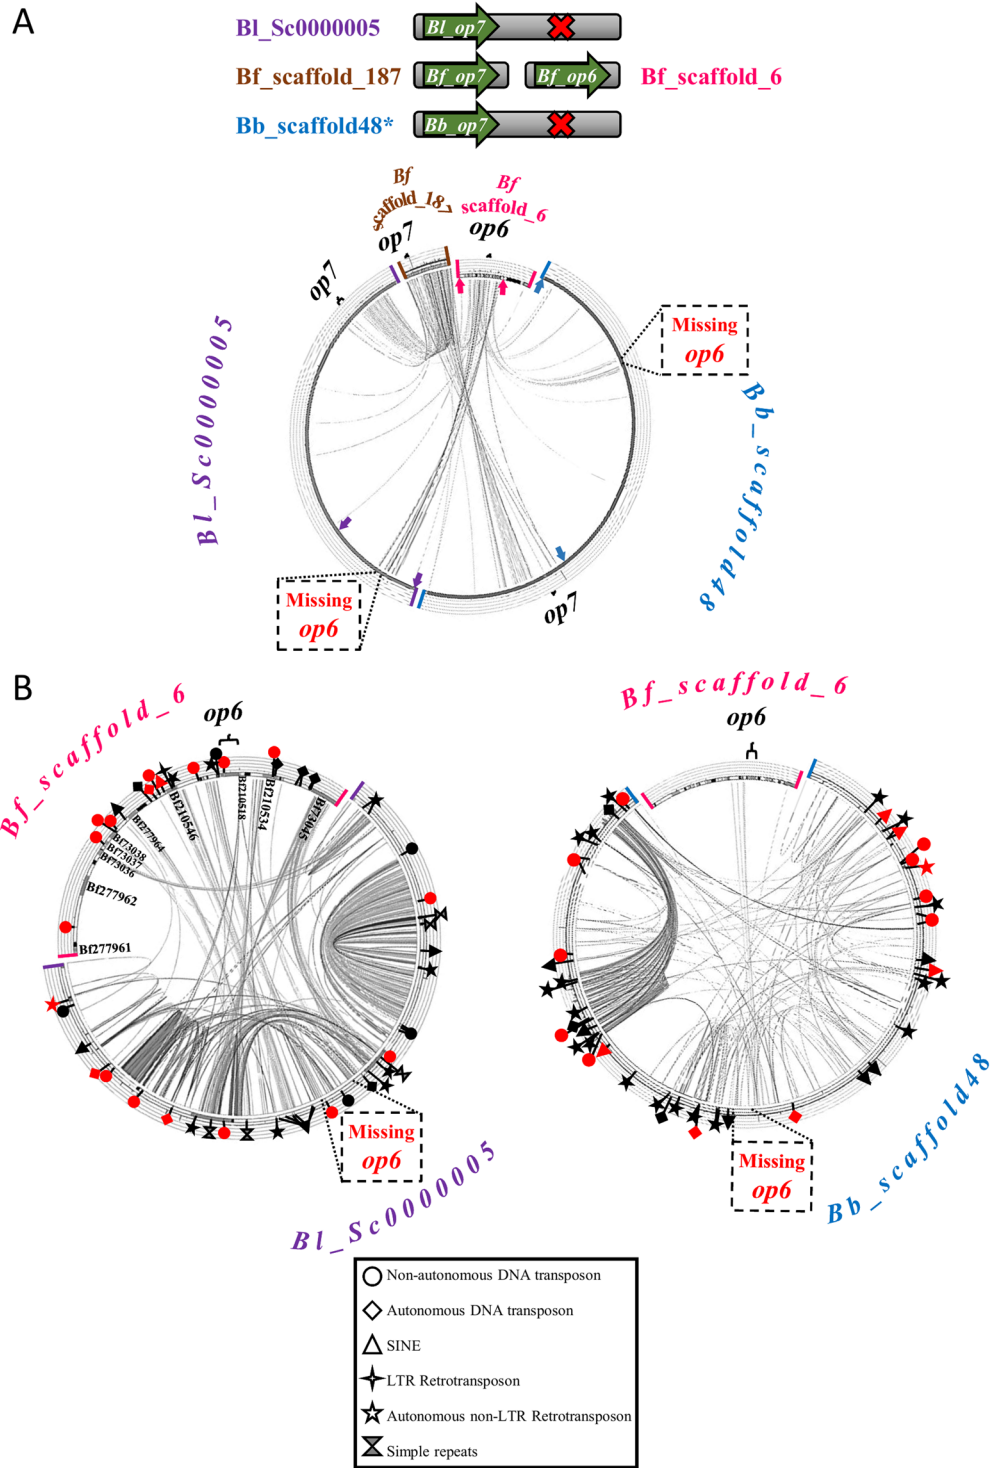 A
Bl_Sc0000005
Bl_op7
Bf_scaffold_187
Bf_op7
Bf_op6
Bf_scaffold_6
Bb_scaffold48*
Bb_op7
Bf
scaffold_187
Bf
scaffold_6
op7
op7
op6
Missing
op6
Bl_Sc0000005
Bb_scaffold48
Missing
op6
op7
B
Bf_scaffold_6
op6
Bf277961
Bf277962
Bf73036
Bf73037
Bf73038
Bf277964
Bf210546
Bf210518
Bf210534
Bf73045
Missing
op6
Bl_Sc0000005
Bf_scaffold_6
op6
Missing
op6
Bb_scaffold48
Non-autonomous DNA transposon
Autonomous DNA transposon
SINE
LTR Retrotransposon
Autonomous non-LTR Retrotransposon
Simple repeats